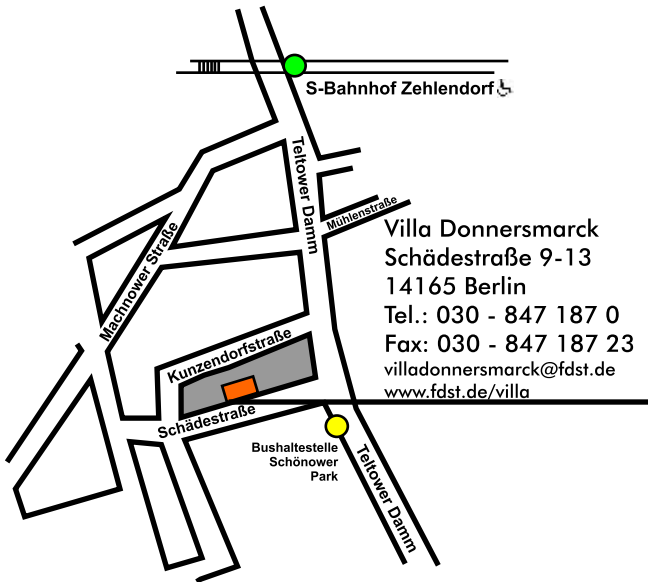 S-Bahnhof Zehlendorf
Teltower Damm
Mühlenstraße
Machnower Straße
Villa Donnersmarck
Schädestraße 9-13
14165 Berlin
Tel.: 030 - 847 187 0
Fax: 030 - 847 187 23
villadonnersmarck@fdst.de
www.fdst.de/villa
Kunzendorfstraße
Schädestraße
Bushaltestelle
Schönower
Park
Teltower Damm